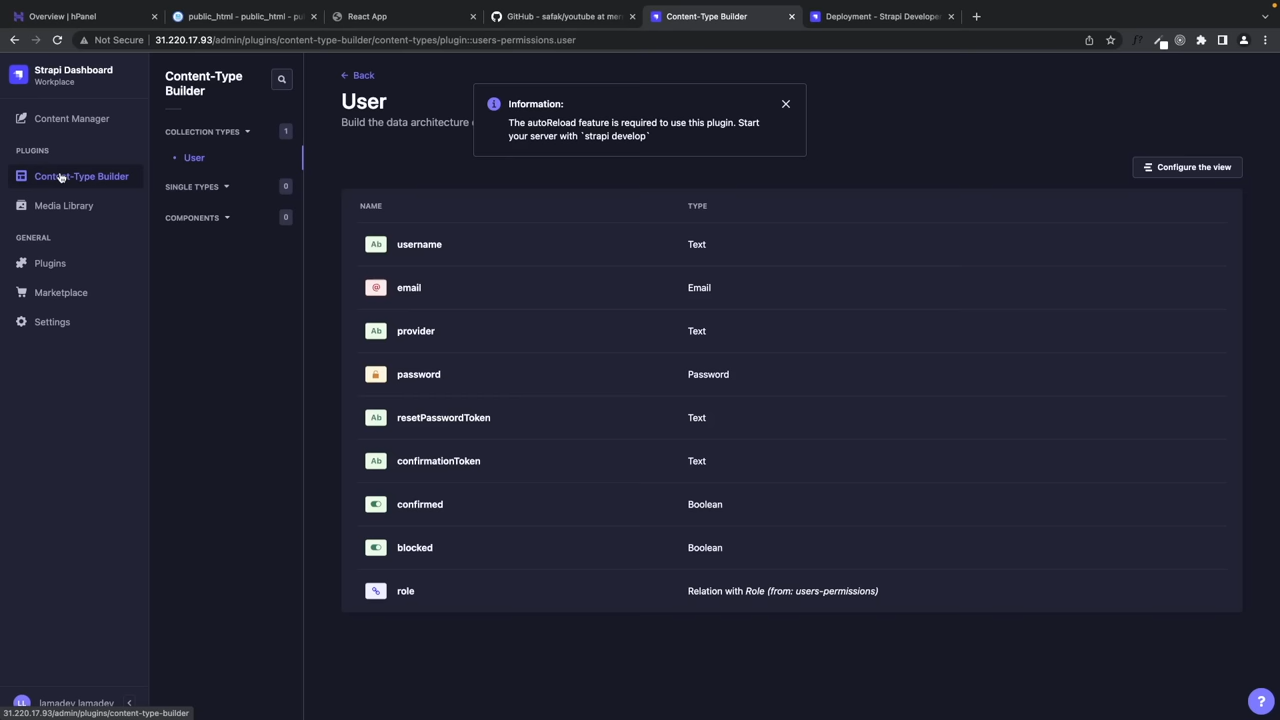 Overview | hPanel
public_html - public_html - pu
React App
GitHub – safak/youtube at mer
Content-Type Builder
Deployment - Strapi Develope
Not Secure
31.220.17.93/admin/plugins/content-type-builder/content-types/plugin::users-permissions.user
Strapi Dashboard
Workplace
Content Manager
PLUGINS
Content-Type Builder
Media Library
GENERAL
Plugins
Marketplace
Settings
LL
lamadev lamadev
31.220.17.93/admin/plugins/content-type-builder
Content-Type
Builder
COLLECTION TYPES
1
User
SINGLE TYPES
0
COMPONENTS
0
Back
User
Build the data architecture
Information:
The autoReload feature is required to use this plugin. Start
your server with `strapi develop`
Configure the view
NAME
TYPE
Ab
username
Text
@
email
Email
Ab
provider
Text
password
Password
Ab
resetPasswordToken
Text
Ab
confirmationToken
Text
confirmed
Boolean
blocked
Boolean
role
Relation with Role (from: users-permissions)
?